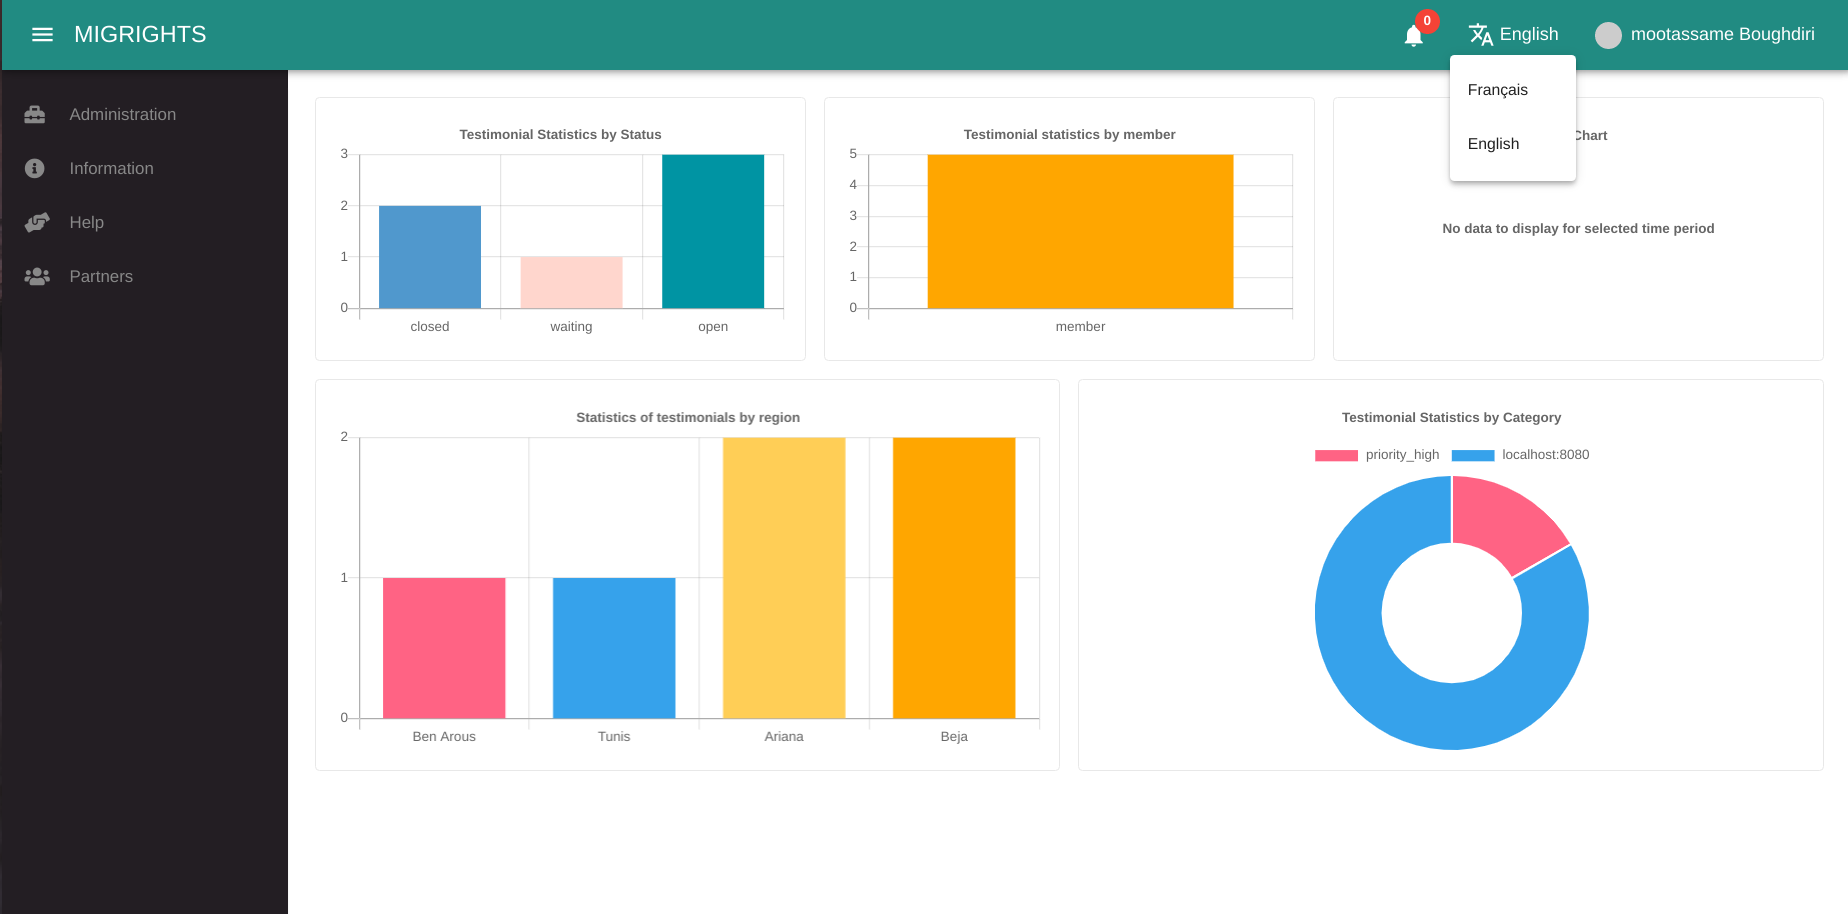 MIGRIGHTS
0
English
mootassame Boughdiri
Français
English
Administration
Information
Help
Partners
Testimonial Statistics by Status
3
2
1
0
closed waiting open
Testimonial statistics by member
5
4
3
2
1
0
member
Chart
No data to display for selected time period
Statistics of testimonials by region
2
1
0
Ben Arous Tunis Ariana Beja
Testimonial Statistics by Category
priority_high localhost:8080